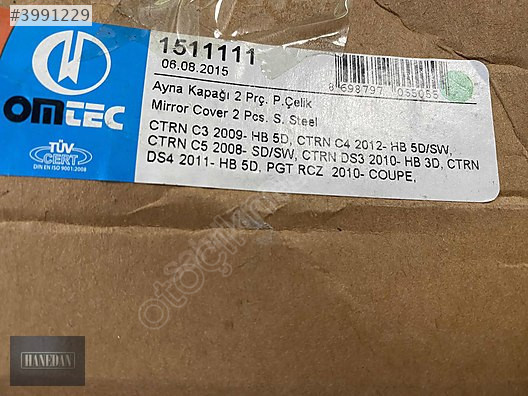 #3991229
1511111
06.08.2015
OMTEC
TÜV
CERT
DIN EN ISO 9001:2008
Ayna Kapağı 2 Prç. P.Çelik
Mirror Cover 2 Pcs. S. Steel
CTRN C3 2009- HB 5D, CTRN C4 2012- HB 5D/SW,
CTRN C5 2008- SD/SW, CTRN DS3 2010- HB 3D, CTRN
DS4 2011- HB 5D, PGT RCZ 2010- COUPE,
HANEDAN